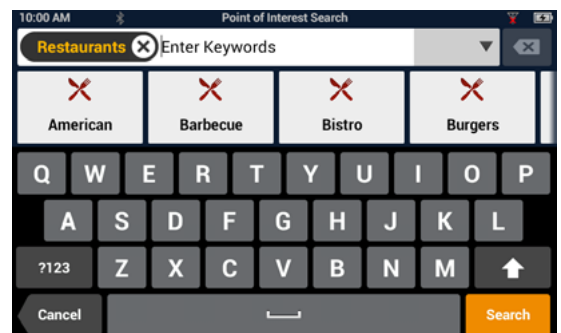 10:00 AM Point of Interest Search
Restaurants Enter Keywords
American Barbecue Bistro Burgers
Q W E R T Y U I O P
A S D F G H J K L
?123 Z X C V B N M
Cancel Search